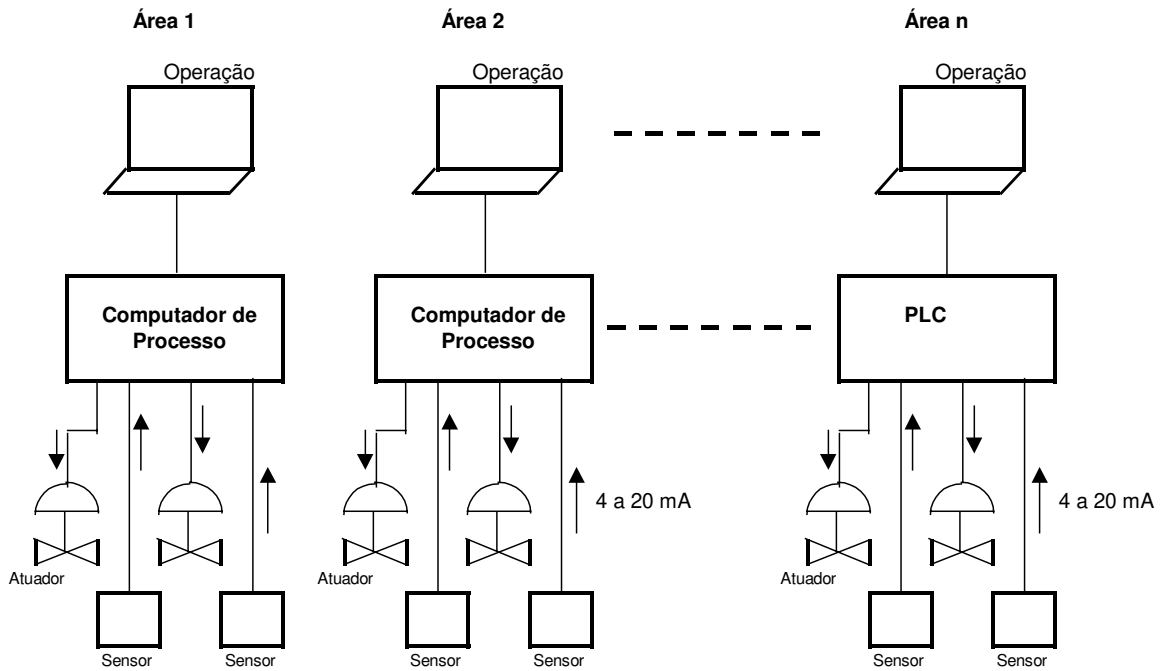 Área 1
Área 2
Área n
Operação
Operação
Operação
Computador de
Processo
Computador de
Processo
PLC
4 a 20 mA
4 a 20 mA
Atuador
Atuador
Atuador
Sensor
Sensor
Sensor
Sensor
Sensor
Sensor